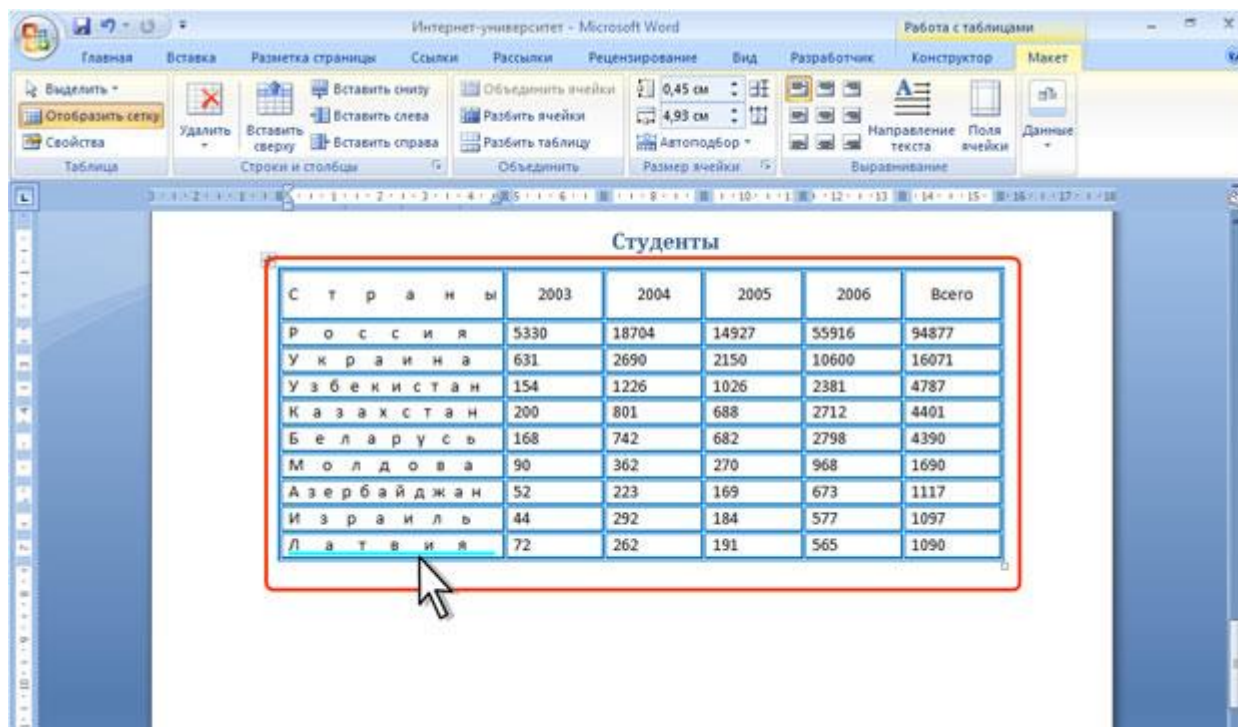 Интернет-университет - Microsoft Word
Работа с таблицами
Главная Вставка Разметка страницы Ссылки Рассылки Рецензирование Вид Разработчик Конструктор Макет
Выделить
Отобразить сетку
Свойства
Таблица
Удалить
Вставить сверху
Вставить снизу
Вставить слева
Вставить справа
Строки и столбцы
Объединить ячейки
Разбить ячейки
Разбить таблицу
Объединить
0,45 см
4,93 см
Автоподбор
Размер ячейки
Направление текста
Поля ячейки
Выравнивание
Данные
Студенты
Страны 2003 2004 2005 2006 Всего
Россия 5330 18704 14927 55916 94877
Украина 631 2690 2150 10600 16071
Узбекистан 154 1226 1026 2381 4787
Казахстан 200 801 688 2712 4401
Беларусь 168 742 682 2798 4390
Молдова 90 362 270 968 1690
Азербайджан 52 223 169 673 1117
Израиль 44 292 184 577 1097
Латвия 72 262 191 565 1090